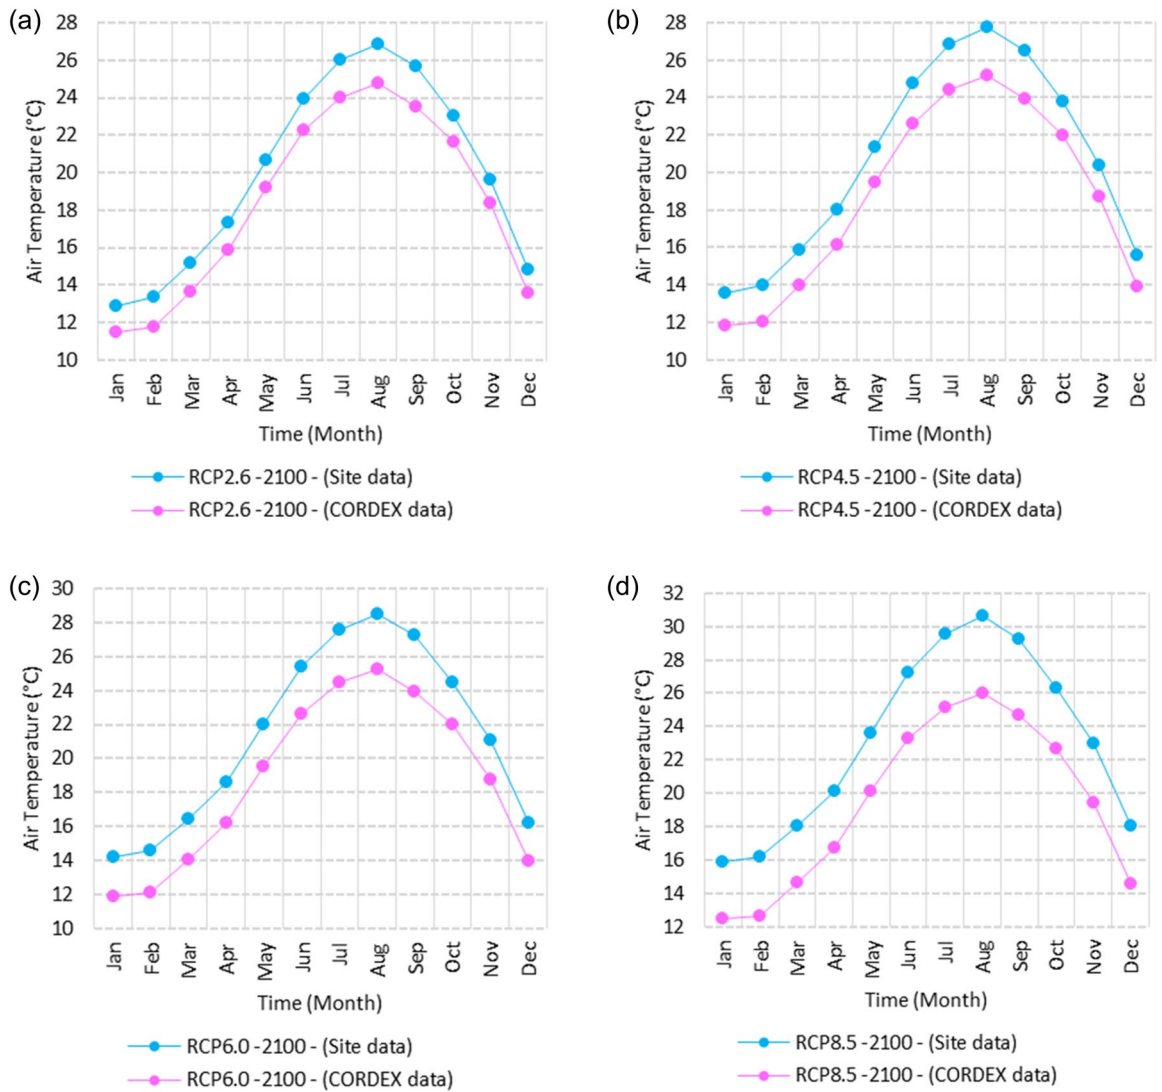 (a)
28
26
24
22
20
18
16
14
12
10
Air Temperature (°C)
Jan Feb Mar Apr May Jun Jul Aug Sep Oct Nov Dec
Time (Month)
RCP2.6 -2100 - (Site data)
RCP2.6 -2100 - (CORDEX data)
(b)
28
26
24
22
20
18
16
14
12
10
Air Temperature (°C)
Jan Feb Mar Apr May Jun Jul Aug Sep Oct Nov Dec
Time (Month)
RCP4.5 -2100 - (Site data)
RCP4.5 -2100 - (CORDEX data)
(c)
30
28
26
24
22
20
18
16
14
12
10
Air Temperature (°C)
Jan Feb Mar Apr May Jun Jul Aug Sep Oct Nov Dec
Time (Month)
RCP6.0 -2100 - (Site data)
RCP6.0 -2100 - (CORDEX data)
(d)
32
30
28
26
24
22
20
18
16
14
12
Air Temperature (°C)
Jan Feb Mar Apr May Jun Jul Aug Sep Oct Nov Dec
Time (Month)
RCP8.5 -2100 - (Site data)
RCP8.5 -2100 - (CORDEX data)